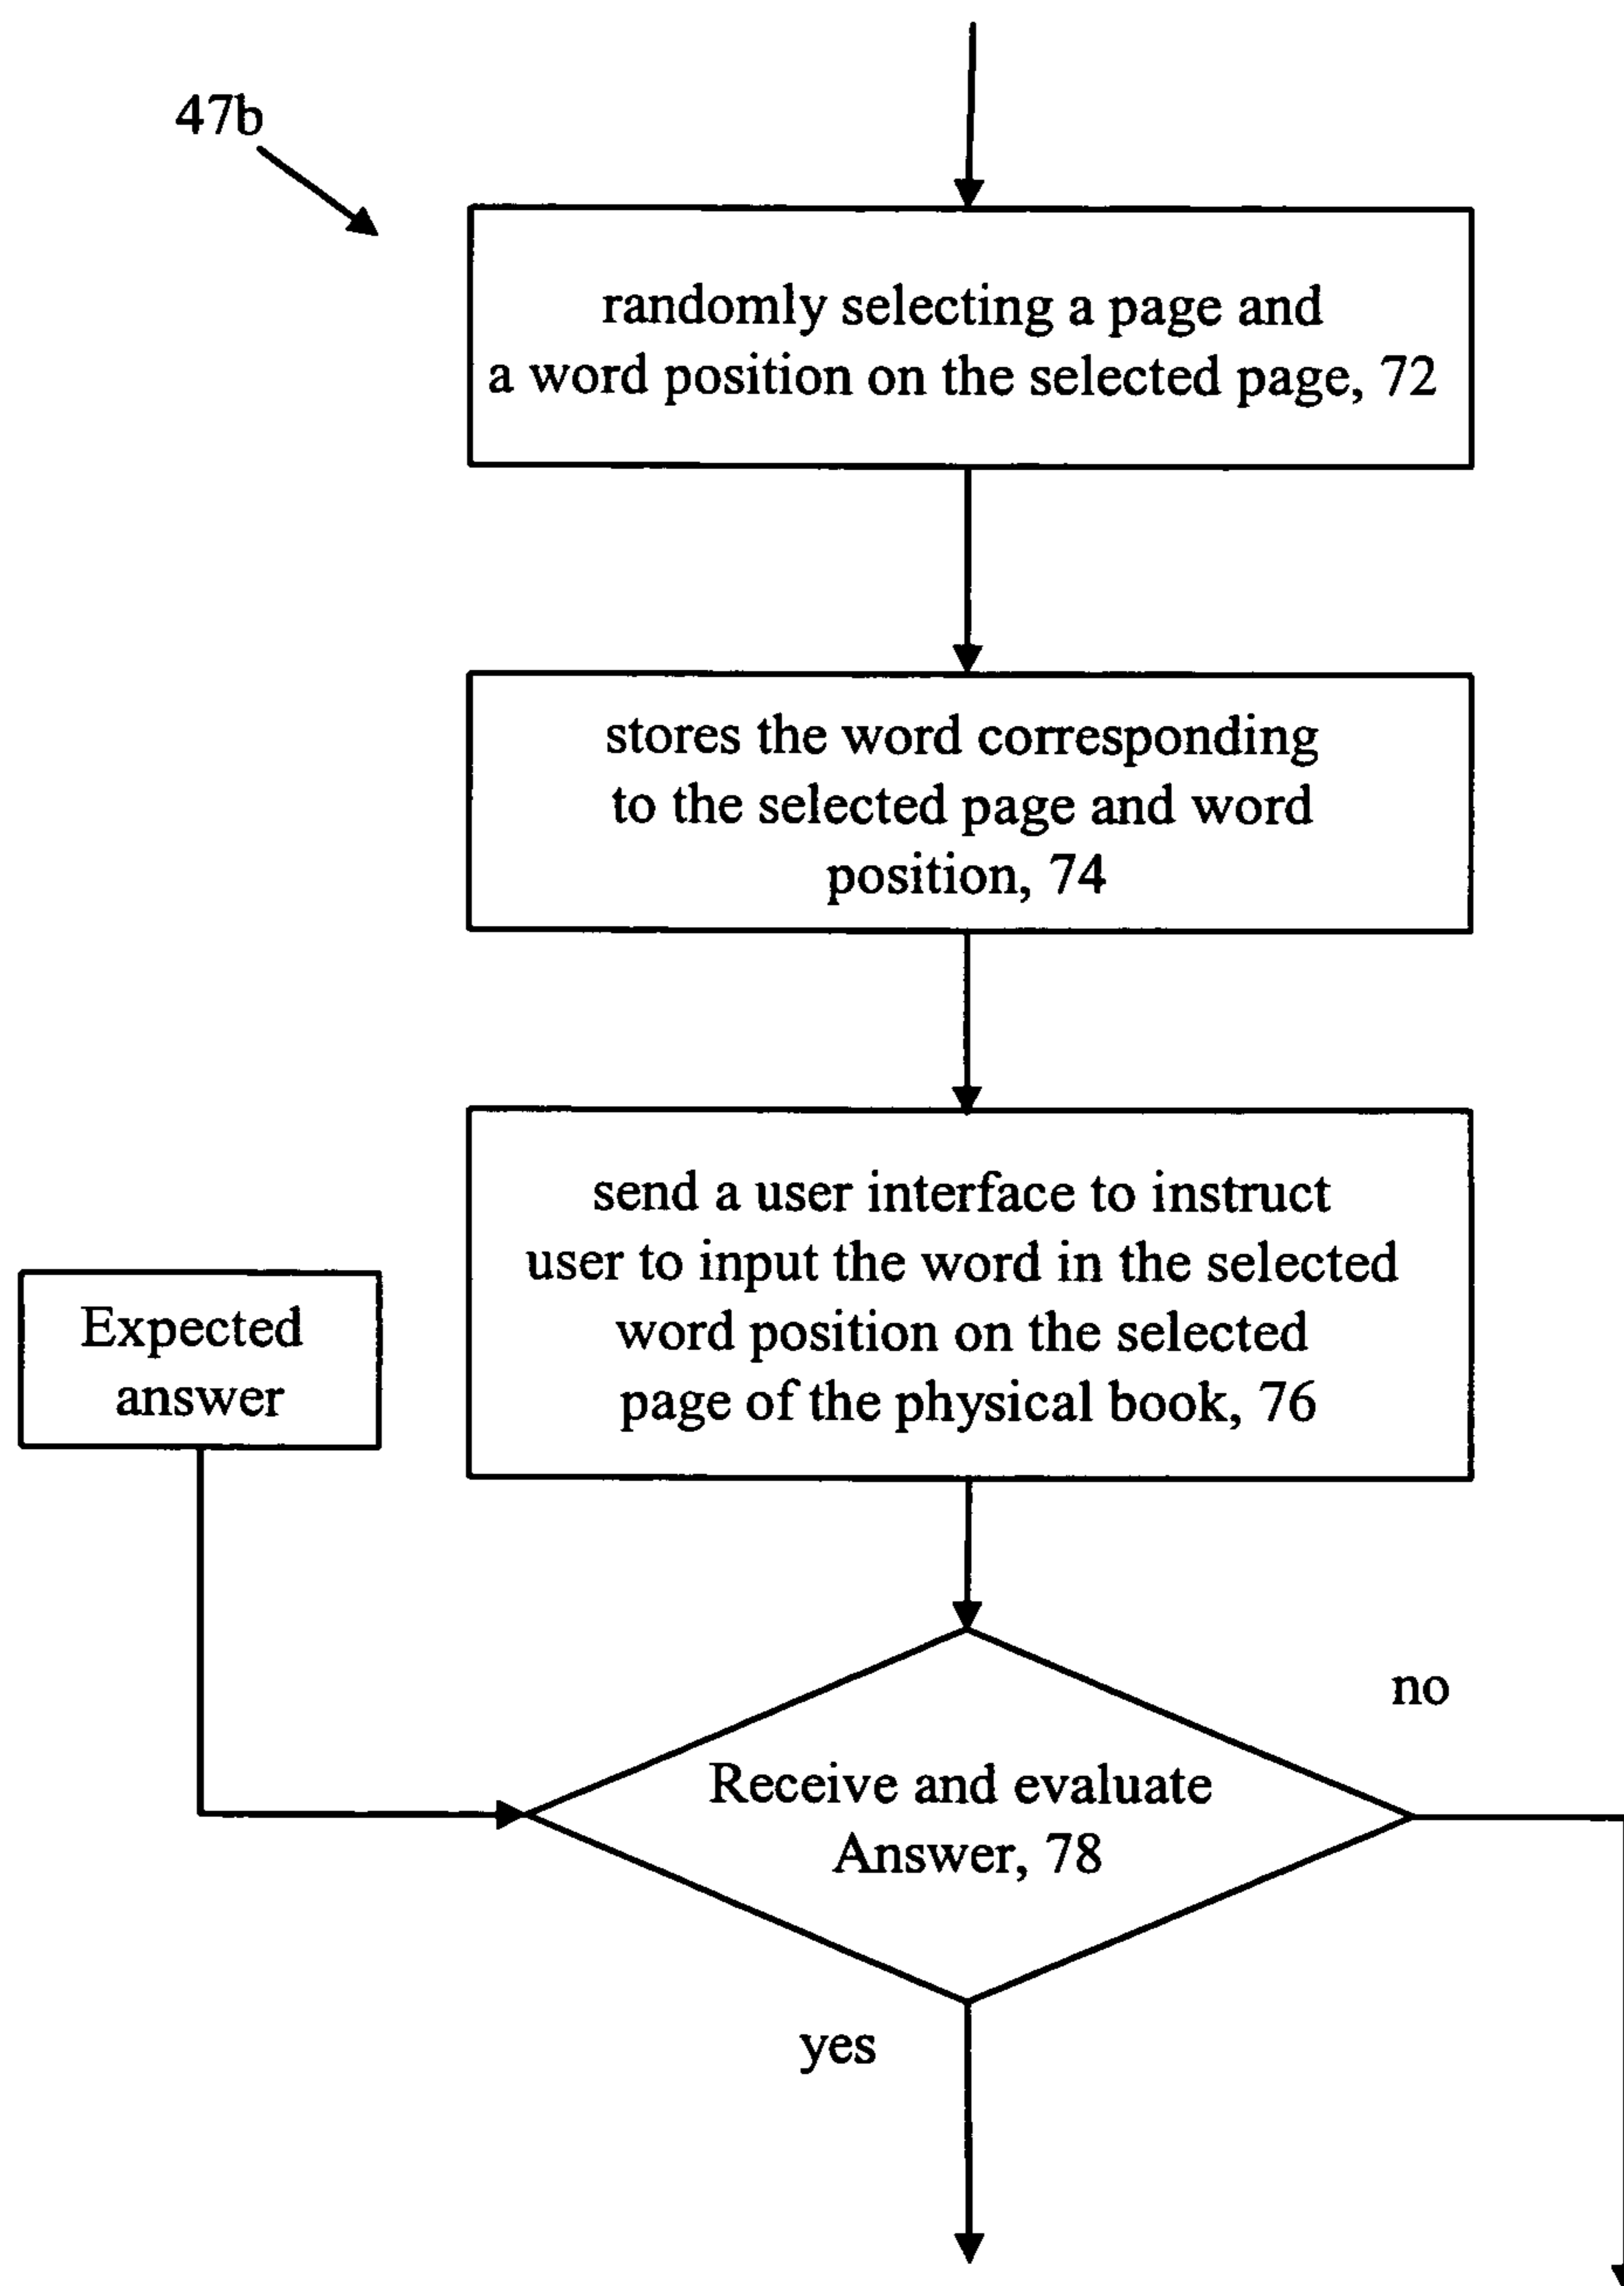 47b
randomly selecting a page and
a word position on the selected page, 72
stores the word corresponding
to the selected page and word
position, 74
send a user interface to instruct
user to input the word in the selected
word position on the selected
page of the physical book, 76
Expected
answer
no
Receive and evaluate
Answer, 78
yes